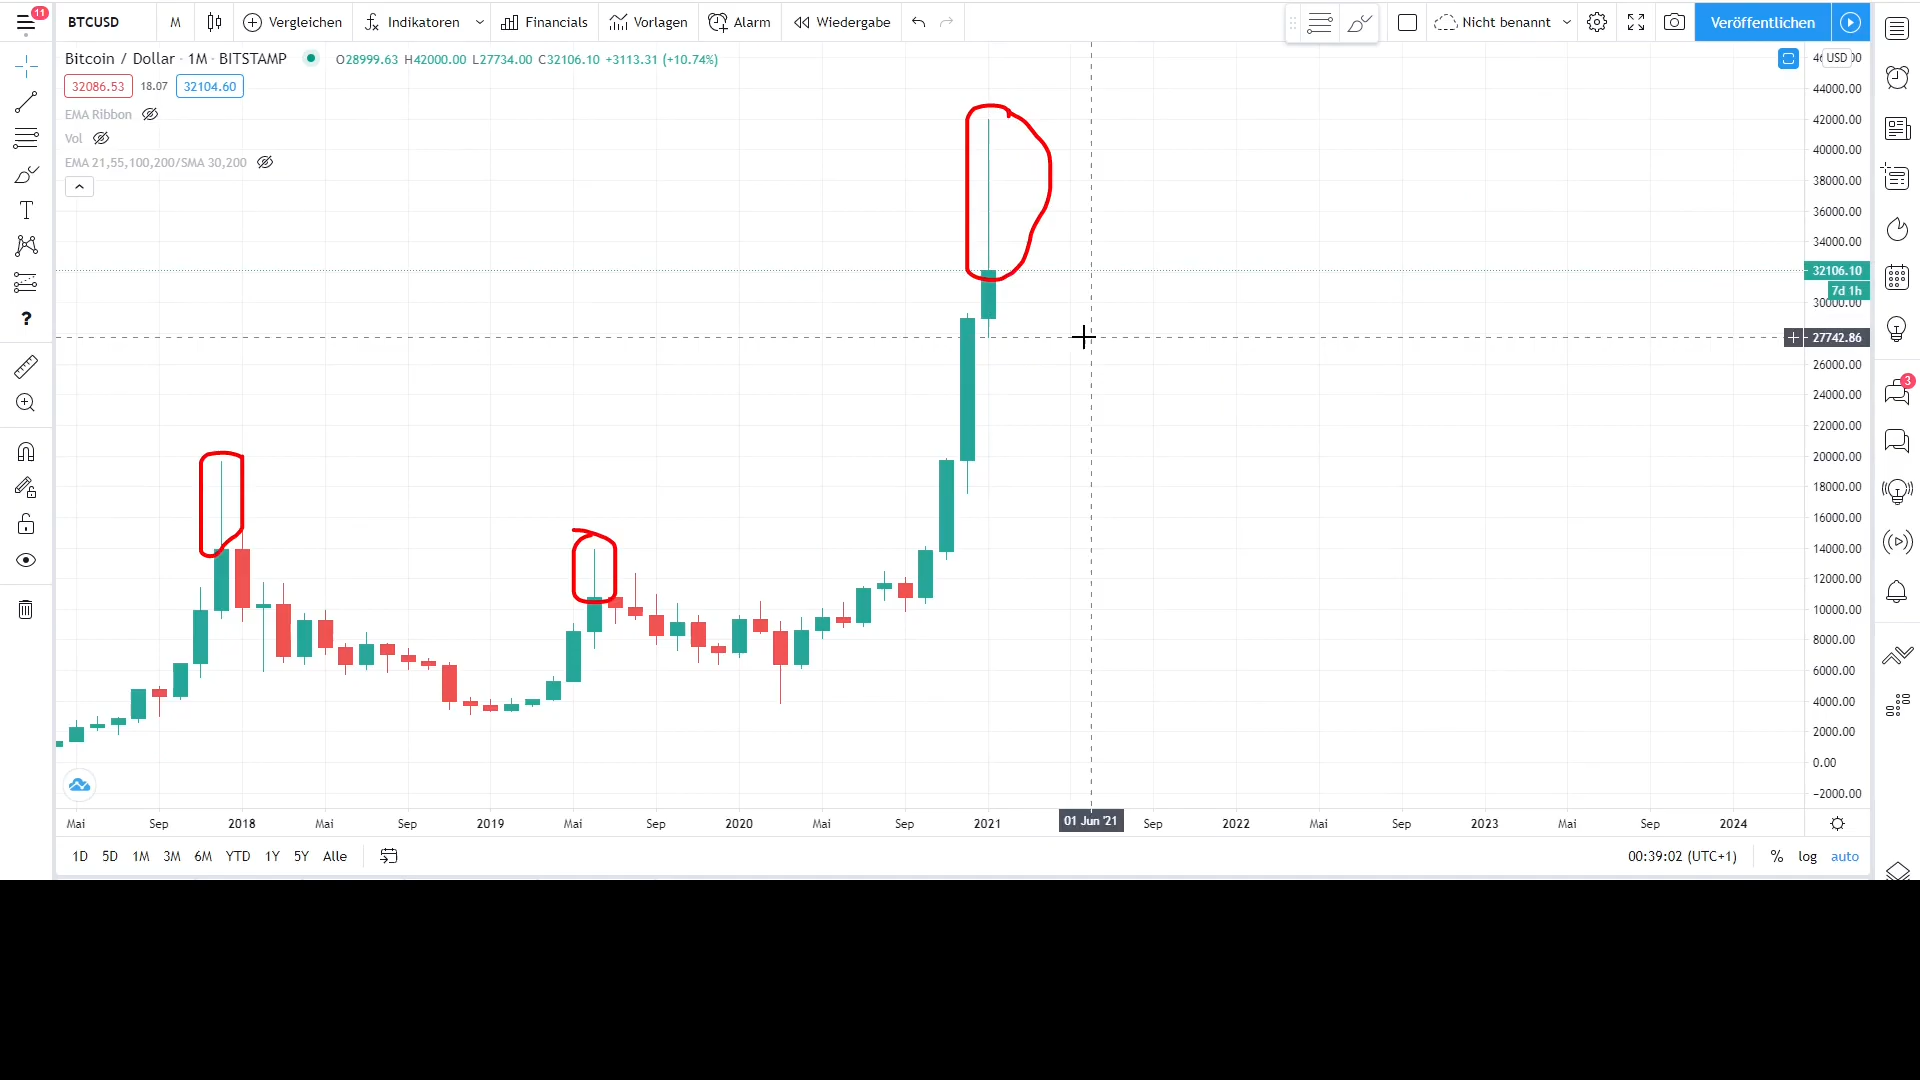 11
BTCUSD
M
Vergleichen
Indikatoren
Financials
Vorlagen
Alarm
Wiedergabe
Nicht benannt
Veröffentlichen
Bitcoin / Dollar · 1M · BITSTAMP
O28999.63 H42000.00 L27734.00 C32106.10 +3113.31 (+10.74%)
32086.53
18.07
32104.60
EMA Ribbon
Vol
EMA 21,55,100,200/SMA 30,200
USD
44000.00
42000.00
40000.00
38000.00
36000.00
34000.00
32106.10
7d 1h
30000.00
27742.86
26000.00
24000.00
22000.00
20000.00
18000.00
16000.00
14000.00
12000.00
10000.00
8000.00
6000.00
4000.00
2000.00
0.00
−2000.00
3
Mai
Sep
2018
Mai
Sep
2019
Mai
Sep
2020
Mai
Sep
2021
01 Jun '21
Sep
2022
Mai
Sep
2023
Mai
Sep
2024
1D 5D 1M 3M 6M YTD 1Y 5Y Alle
00:39:02 (UTC+1)
% log auto